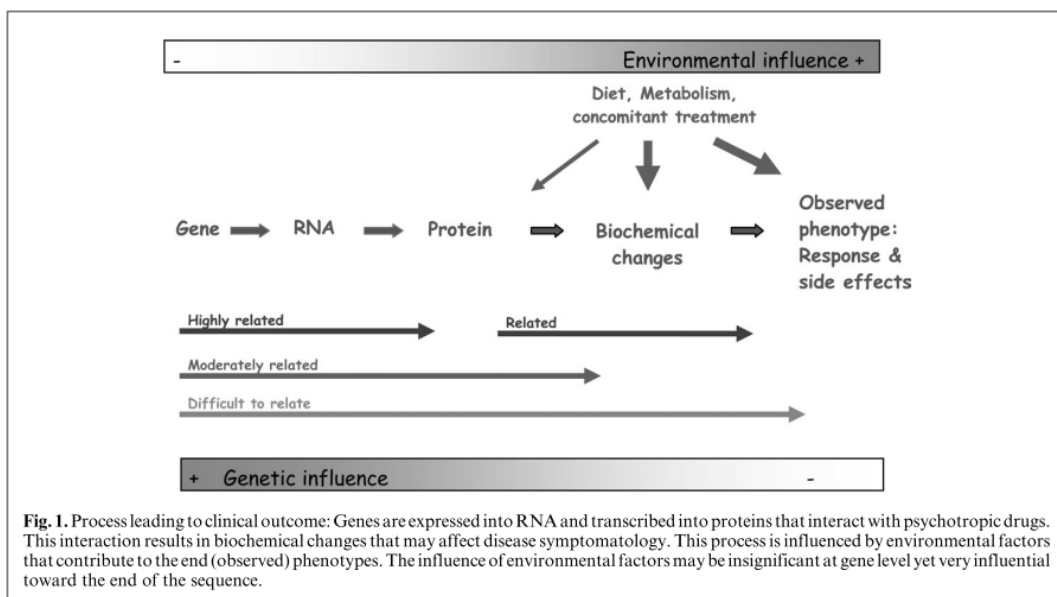 - Environmental influence +
Diet, Metabolism,
concomitant treatment
Gene RNA Protein Biochemical
changes
Observed
phenotype:
Response &
side effects
Highly related Related
Moderately related
Difficult to relate
+ Genetic influence -
Fig. 1. Process leading to clinical outcome: Genes are expressed into RNA and transcribed into proteins that interact with psychotropic drugs.
This interaction results in biochemical changes that may affect disease symptomatology. This process is influenced by environmental factors
that contribute to the end (observed) phenotypes. The influence of environmental factors may be insignificant at gene level yet very influential
toward the end of the sequence.